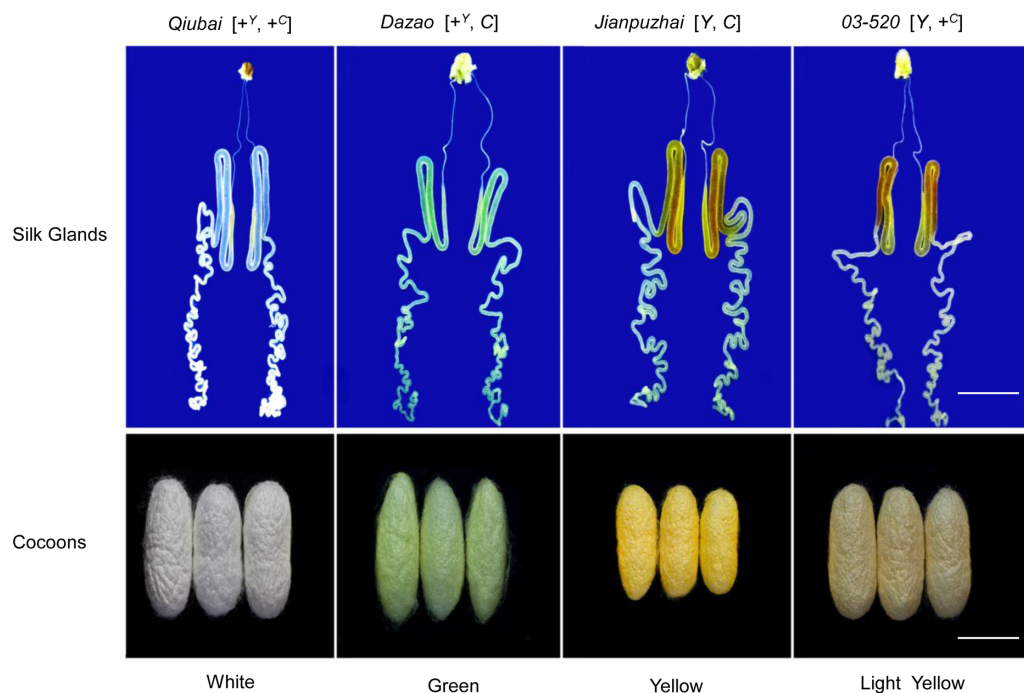 Qiubai [+Y, +C] Dazao [+Y, C] Jianpuzhai [Y, C] 03-520 [Y, +C]
Silk Glands
Cocoons
White Green Yellow Light Yellow